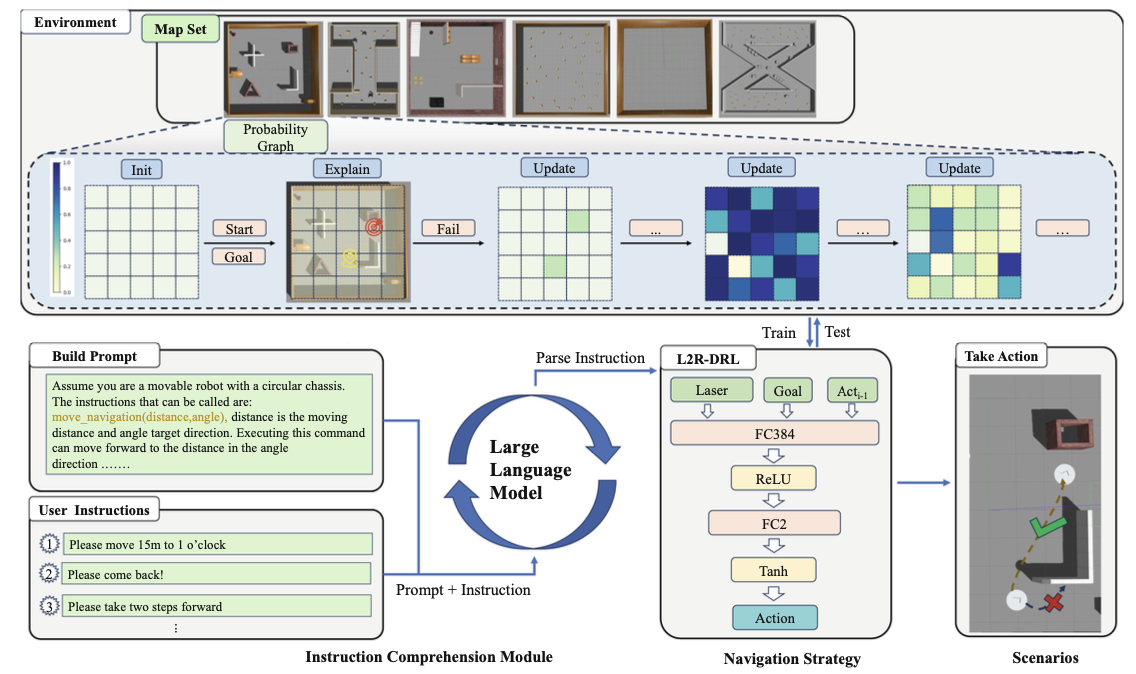 Environment
Map Set
Probability
Graph
Init
Explain
Update
Update
Update
1.0
0.8
0.6
0.4
0.2
0.0
Start
Goal
Fail
...
...
...
Train
Test
Build Prompt
Assume you are a movable robot with a circular chassis.
The instructions that can be called are:
move_navigation(distance,angle), distance is the moving
distance and angle target direction. Executing this command
can move forward to the distance in the angle
direction .......
User Instructions
1 Please move 15m to 1 o’clock
2 Please come back!
3 Please take two steps forward
⋮
Large
Language
Model
Parse Instruction
Prompt + Instruction
L2R-DRL
Laser
Goal
Acti-1
FC384
ReLU
FC2
Tanh
Action
Take Action
Instruction Comprehension Module
Navigation Strategy
Scenarios